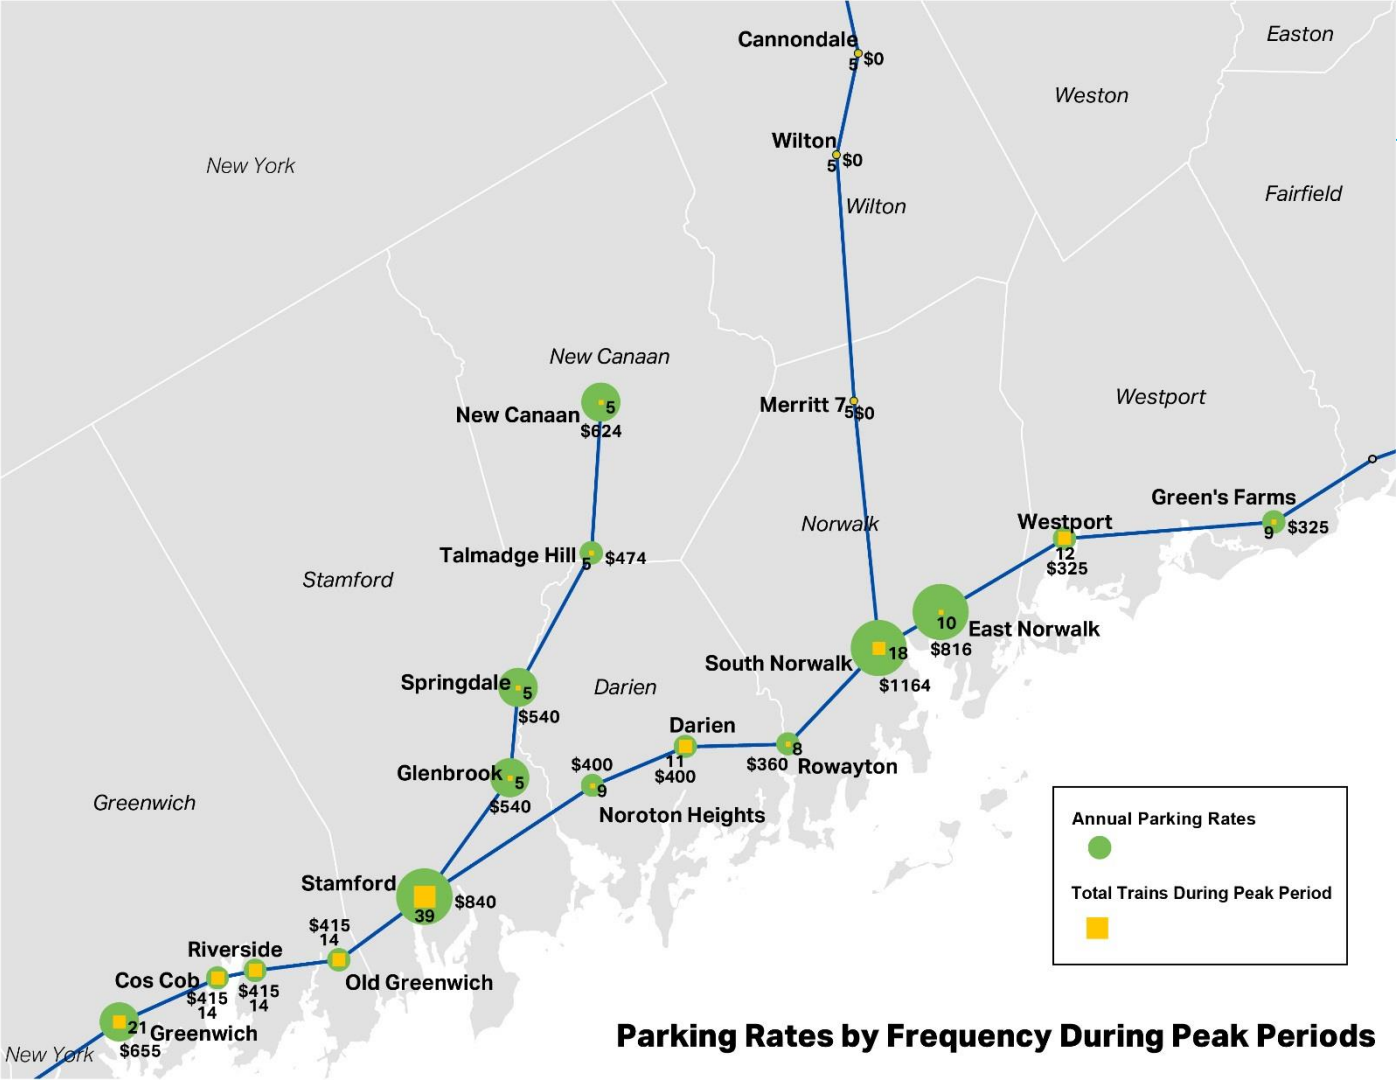 Easton
Cannondale
5 $0
Weston
Wilton
5 $0
New York
Fairfield
Wilton
New Canaan
Westport
New Canaan
5
$624
Merritt 7
5 $0
Green's Farms
9 $325
Westport
12
$325
Norwalk
Talmadge Hill
5 $474
Stamford
10
East Norwalk
$816
South Norwalk
18
$1164
Springdale
5
$540
Darien
Darien
11
$400
8
$360
Rowayton
Glenbrook
5
$540
$400
9
Noroton Heights
Greenwich
Annual Parking Rates
Total Trains During Peak Period
Stamford
39
$840
$415
14
Old Greenwich
Riverside
$415
14
Cos Cob
$415
14
21
Greenwich
$655
New York
Parking Rates by Frequency During Peak Periods